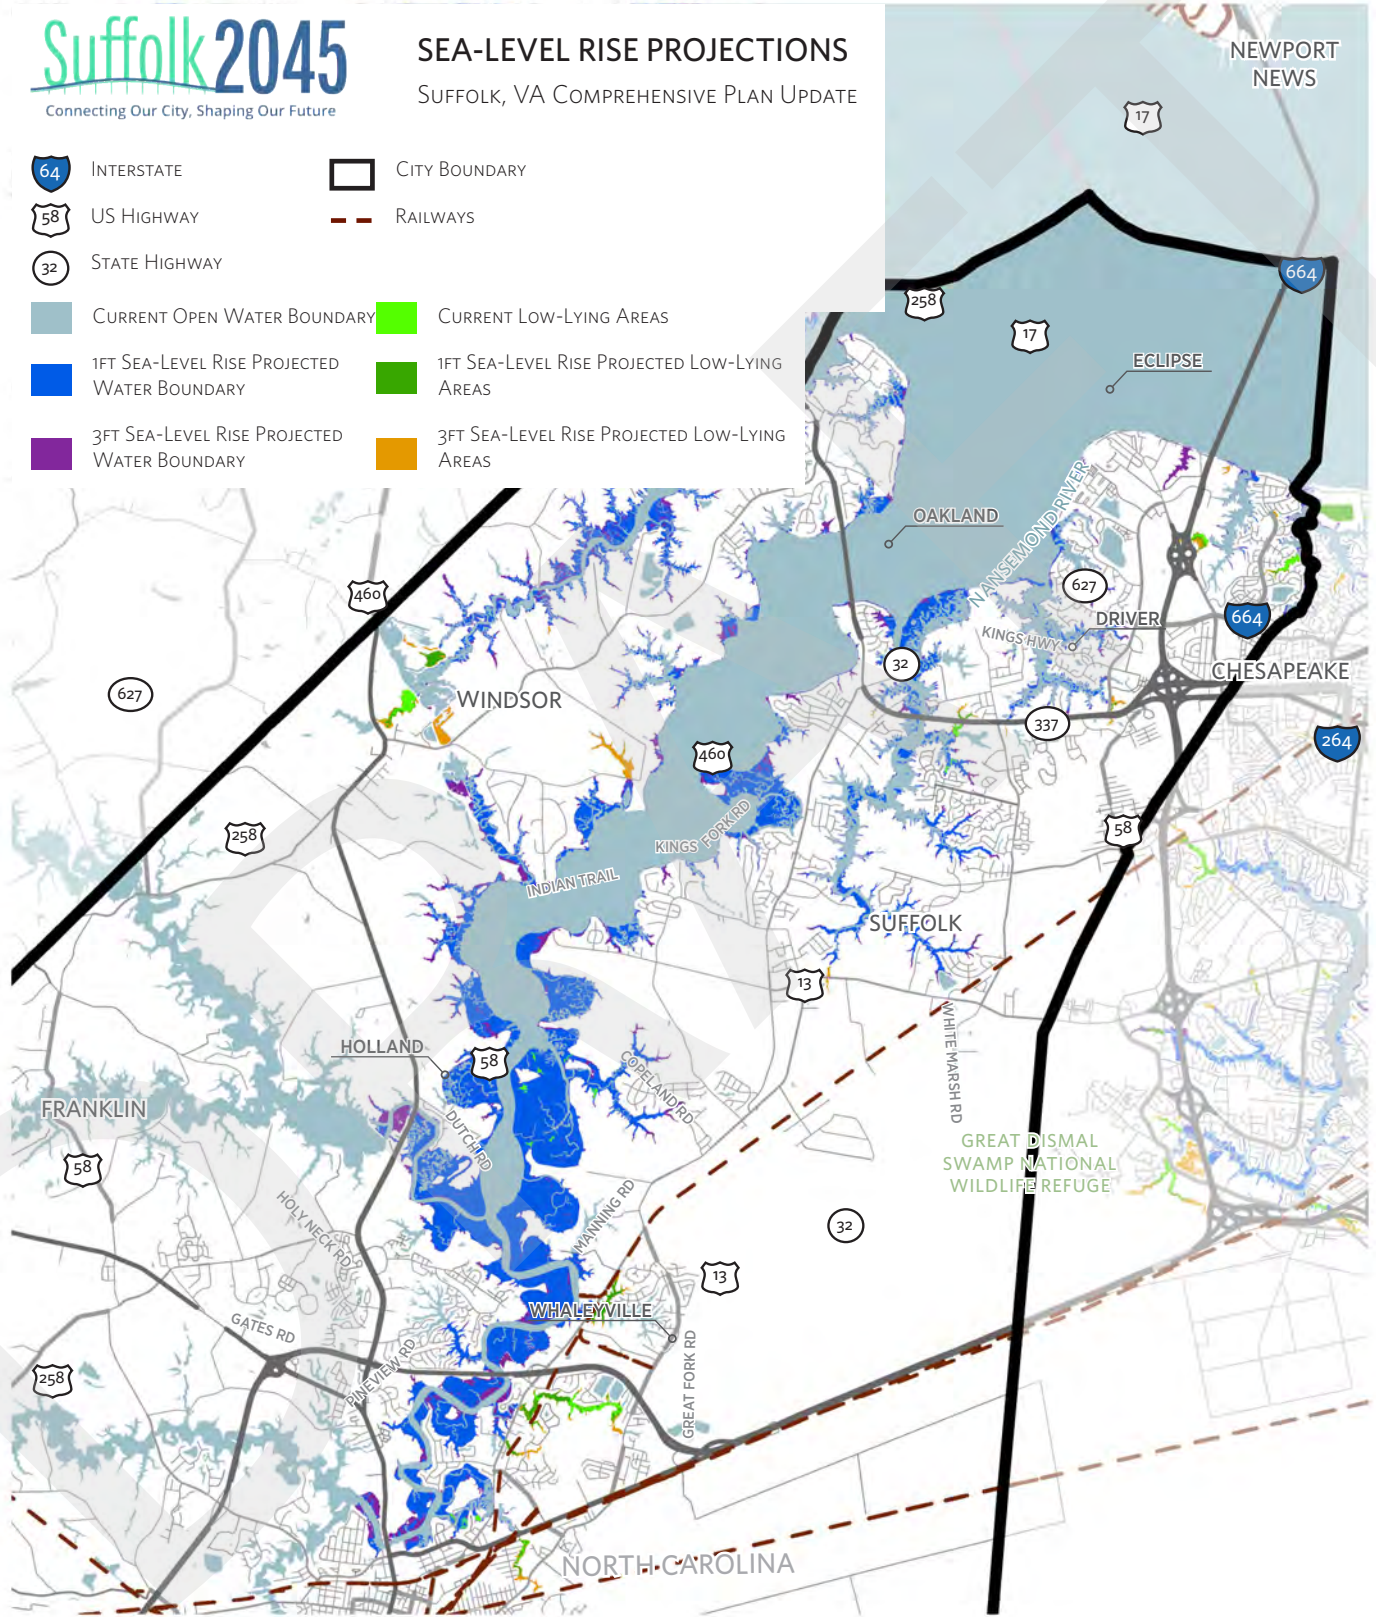 Suffolk 2045
Connecting Our City, Shaping Our Future
SEA-LEVEL RISE PROJECTIONS
SUFFOLK, VA COMPREHENSIVE PLAN UPDATE
64 INTERSTATE
CITY BOUNDARY
58 US HIGHWAY
RAILWAYS
32 STATE HIGHWAY
CURRENT OPEN WATER BOUNDARY
CURRENT LOW-LYING AREAS
1FT SEA-LEVEL RISE PROJECTED
WATER BOUNDARY
1FT SEA-LEVEL RISE PROJECTED LOW-LYING
AREAS
3FT SEA-LEVEL RISE PROJECTED
WATER BOUNDARY
3FT SEA-LEVEL RISE PROJECTED LOW-LYING
AREAS
NEWPORT
NEWS
17
664
258
17
ECLIPSE
OAKLAND
NANSEMOND RIVER
460
627
KINGS HWY
DRIVER
664
32
CHESAPEAKE
627
WINDSOR
337
264
460
258
KINGS FORK RD
58
INDIAN TRAIL
SUFFOLK
13
HOLLAND
58
COPELAND RD
WHITE MARSH RD
FRANKLIN
DUTCH RD
58
GREAT DISMAL
SWAMP NATIONAL
WILDLIFE REFUGE
HOLY NECK RD
MANNING RD
32
13
WHALEYVILLE
GATES RD
PINEVIEW RD
GREAT FORK RD
258
NORTH CAROLINA
DRAFT